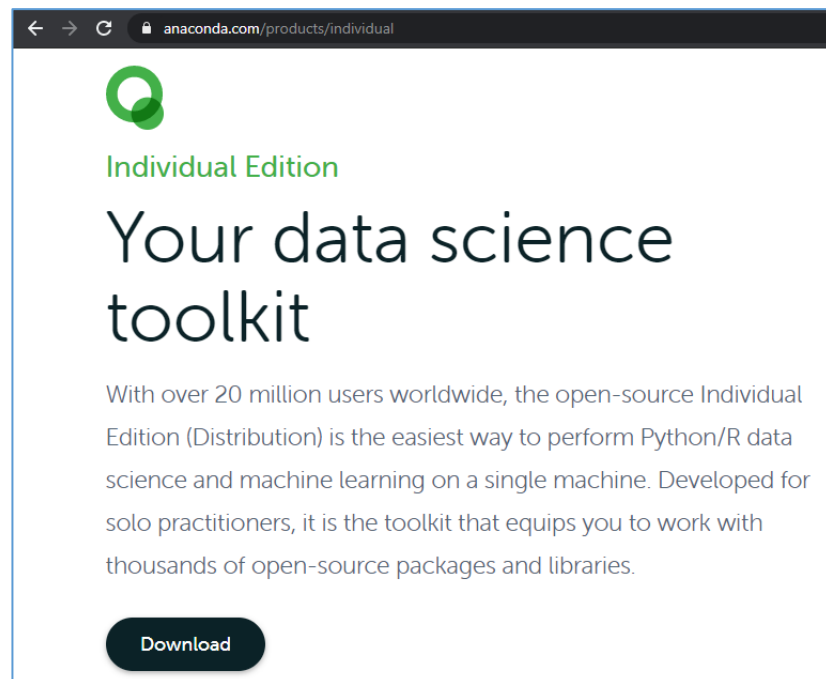 anaconda.com/products/individual
Individual Edition
Your data science
toolkit
With over 20 million users worldwide, the open-source Individual
Edition (Distribution) is the easiest way to perform Python/R data
science and machine learning on a single machine. Developed for
solo practitioners, it is the toolkit that equips you to work with
thousands of open-source packages and libraries.
Download